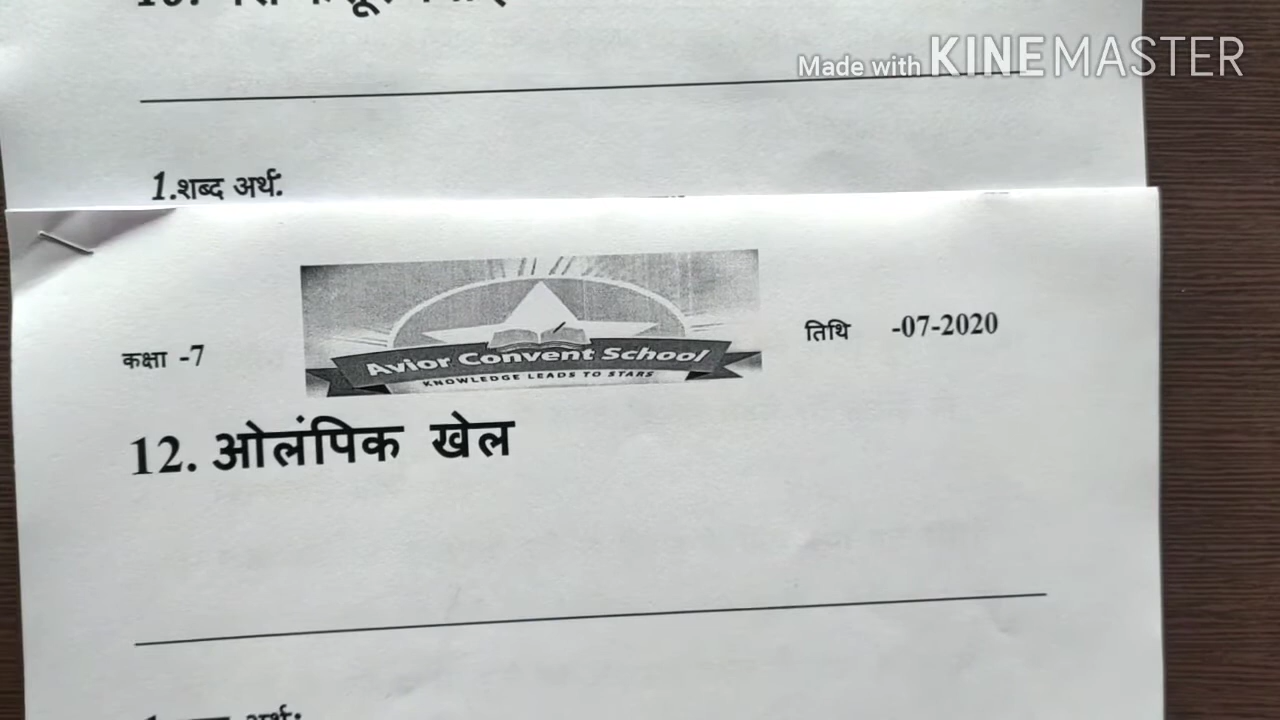 Made with KINEMASTER
1.शब्द अर्थ:
कक्षा -7
Avior Convent School
KNOWLEDGE LEADS TO STARS
तिथि -07-2020
12. ओलंपिक खेल
अर्थ: